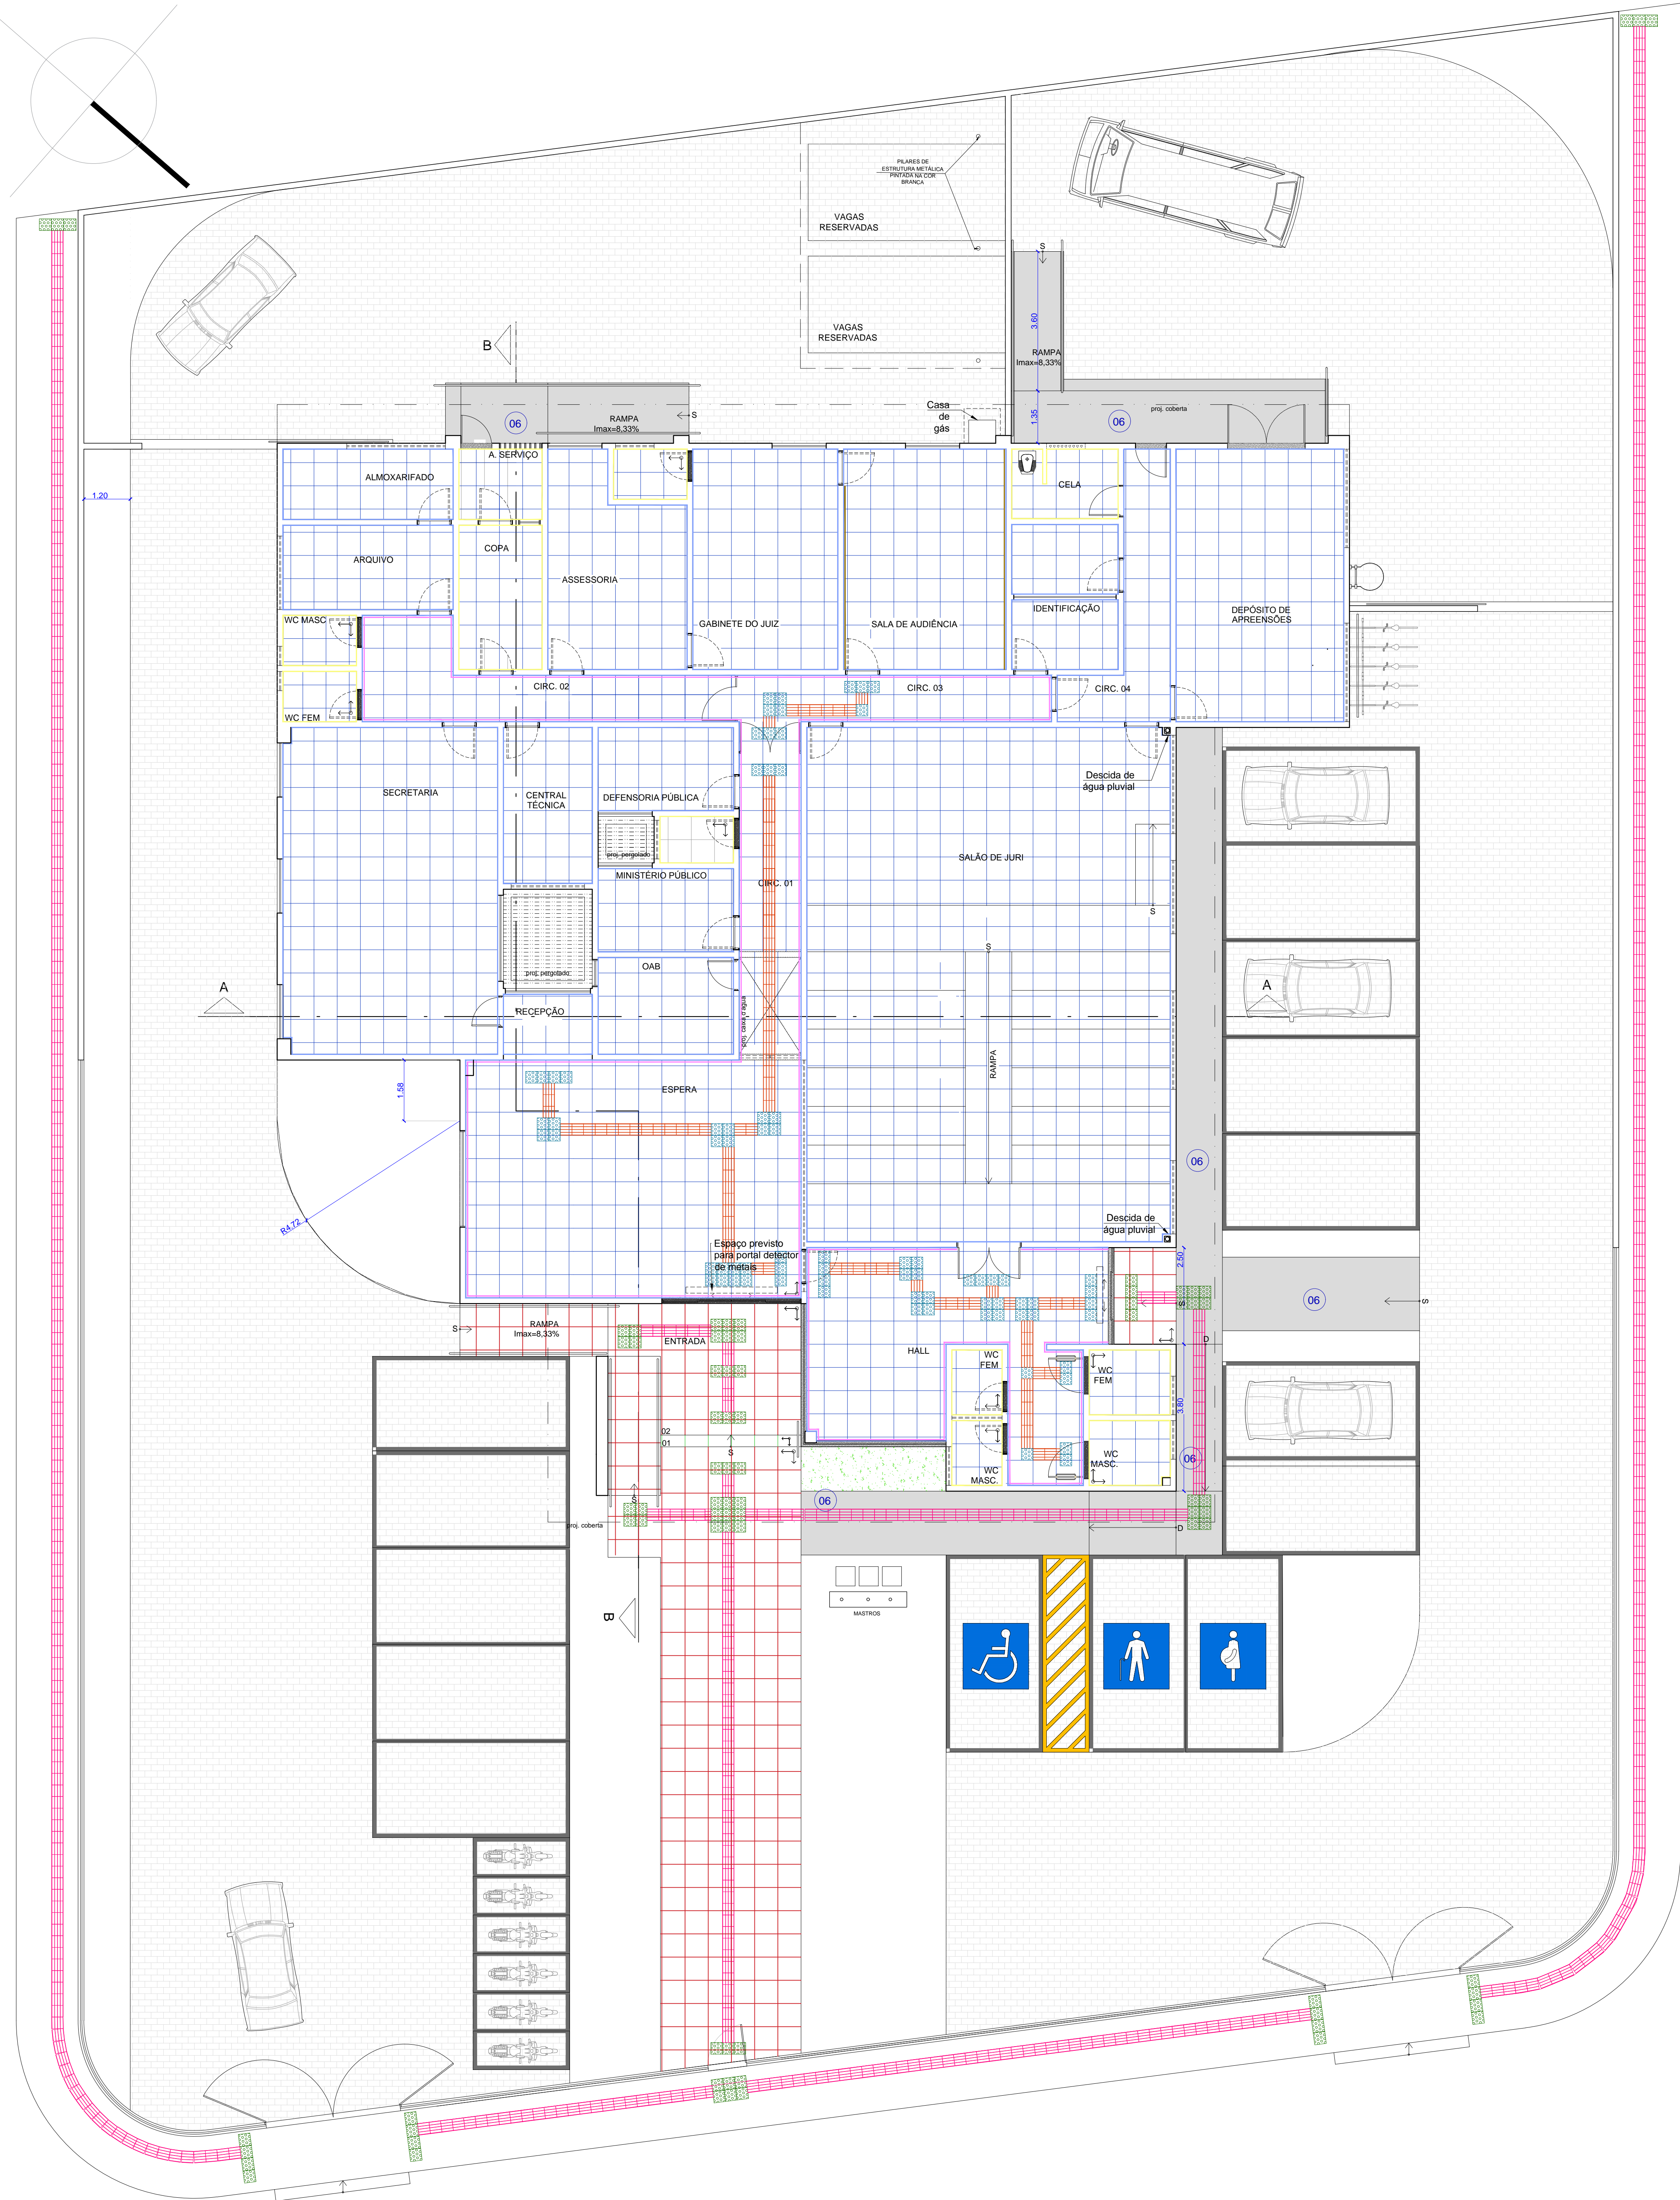 PILARES DE
ESTRUTURA METÁLICA
PINTADA NA COR
BRANCA
VAGAS
RESERVADAS
S
3.60
VAGAS
RESERVADAS
B
RAMPA
Imax=8,33%
Casa
de
gás
1.35
proj. coberta
06
RAMPA
Imax=8,33%
S
06
A. SERVIÇO
ALMOXARIFADO
CELA
1.20
COPA
ARQUIVO
ASSESSORIA
IDENTIFICAÇÃO
DEPÓSITO DE
APREENSÕES
WC MASC
GABINETE DO JUIZ
SALA DE AUDIÊNCIA
CIRC. 02
CIRC. 03
CIRC. 04
WC FEM
Descida de
água pluvial
SECRETARIA
CENTRAL
TÉCNICA
DEFENSORIA PÚBLICA
proj. pergolado
SALÃO DE JURI
MINISTÉRIO PÚBLICO
CIRC. 01
S
S
OAB
proj. pergolado
A
A
RECEPÇÃO
proj. caixa d'agua
RAMPA
1.58
ESPERA
06
R4.72
Descida de
água pluvial
Espaço previsto
para portal detector
de metais
2.50
06
S
S
RAMPA
Imax=8,33%
S
ENTRADA
D
HALL
WC
FEM
WC
FEM
3.80
02
01
S
WC
MASC.
WC
MASC.
06
S
06
proj. coberta
D
MASTROS
B